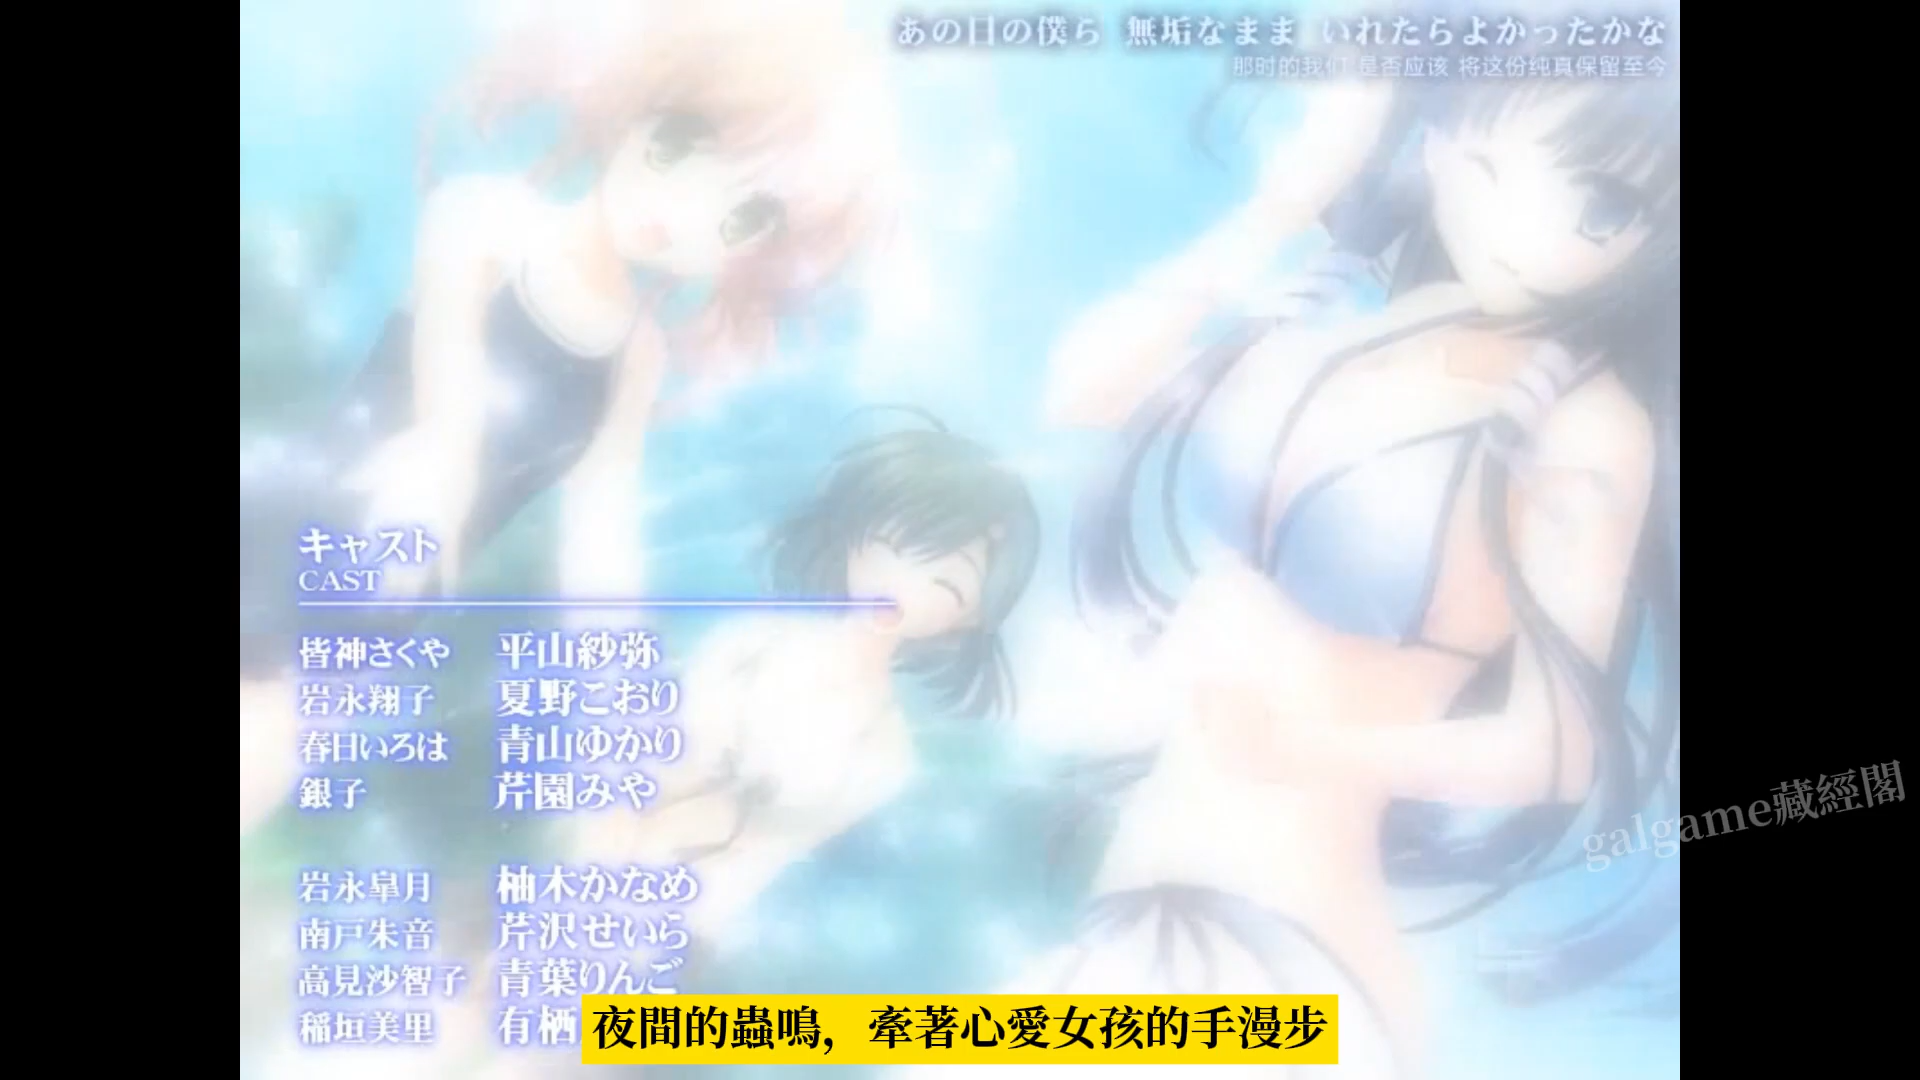 あの日の僕ら 無垢なまま いれたらよかったかな
那时的我们 是否应该 将这份纯真保留至今
キャスト
CAST
皆神さくや 平山紗弥
岩永翔子 夏野こおり
春日いろは 青山ゆかり
銀子 芹園みや
岩永皐月 柚木かなめ
南戸朱音 芹沢せいら
高見沙智子 青葉りんご
稲垣美里 有栖
夜間的蟲鳴，牽著心愛女孩的手漫步
galgame藏經閣